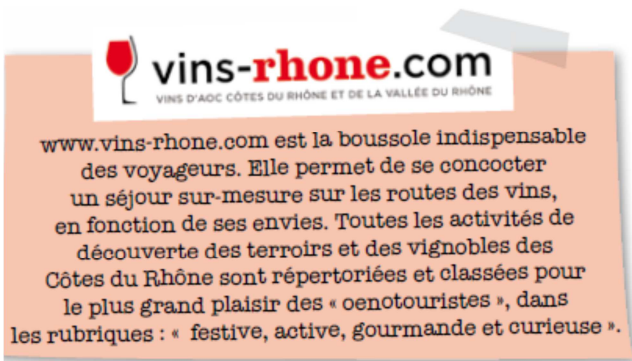 vins-rhone.com
VINS D'AOC CÔTES DU RHÔNE ET DE LA VALLÉE DU RHÔNE
www.vins-rhone.com est la boussole indispensable
des voyageurs. Elle permet de se concocter
un séjour sur-mesure sur les routes des vins,
en fonction de ses envies. Toutes les activités de
découverte des terroirs et des vignobles des
Côtes du Rhône sont répertoriées et classées pour
le plus grand plaisir des « oenotouristes », dans
les rubriques : « festive, active, gourmande et curieuse ».